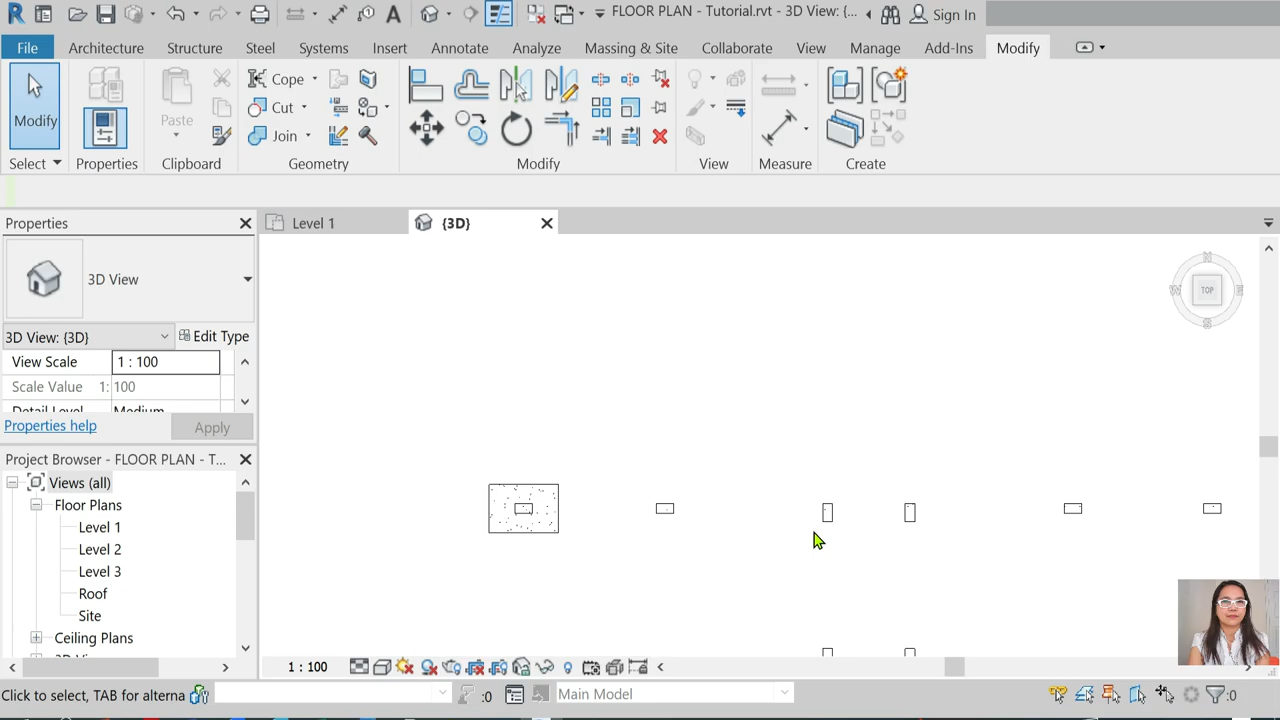 FLOOR PLAN - Tutorial.rvt - 3D View: {...
Sign In
File Architecture Structure Steel Systems Insert Annotate Analyze Massing & Site Collaborate View Manage Add-Ins Modify
Modify
Paste
Cope
Cut
Join
Select Properties Clipboard Geometry Modify View Measure Create
Properties
Level 1
{3D}
3D View
3D View: {3D}
Edit Type
View Scale 1 : 100
Scale Value 1: 100
Detail Level Medium
Properties help
Apply
TOP
N
W
E
S
Project Browser - FLOOR PLAN - T...
Views (all)
Floor Plans
Level 1
Level 2
Level 3
Roof
Site
Ceiling Plans
1 : 100
Click to select, TAB for alterna
:0
Main Model
:0